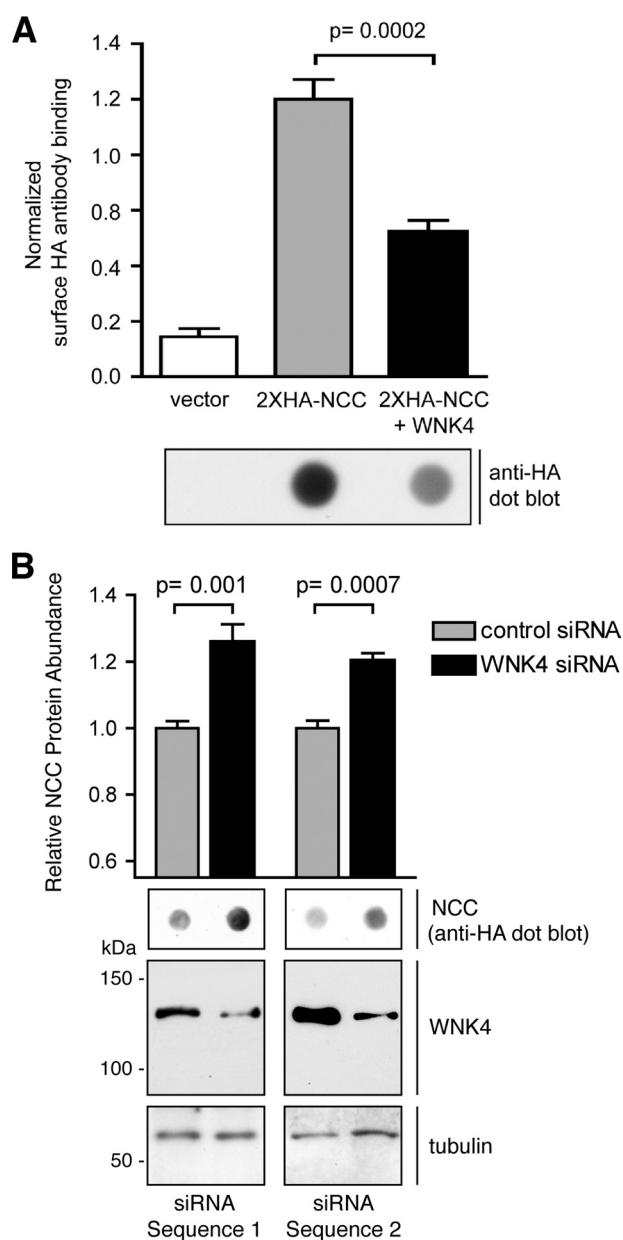 A
p= 0.0002
Normalized
surface HA antibody binding
1.4
1.2
1.0
0.8
0.4
0.2
0.0
vector
2XHA-NCC
2XHA-NCC
+ WNK4
anti-HA
dot blot
B
p= 0.001
p= 0.0007
Relative NCC Protein Abundance
1.4
1.2
1.0
0.8
0.6
control siRNA
WNK4 siRNA
NCC
(anti-HA dot blot)
kDa
150 -
100 -
WNK4
50 -
tubulin
siRNA
Sequence 1
siRNA
Sequence 2